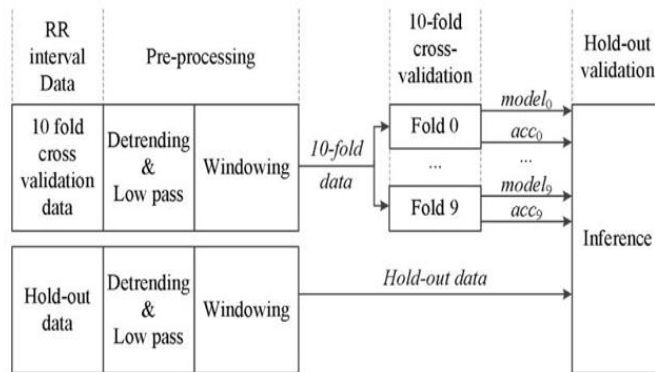 RR
interval
Data
Pre-processing
10-fold
cross-
validation
Hold-out
validation
10 fold
cross
validation
data
Detrending
&
Low pass
Windowing
10-fold
data
Fold 0
...
Fold 9
model0
acc0
...
model9
acc9
Inference
Hold-out
data
Detrending
&
Low pass
Windowing
Hold-out data